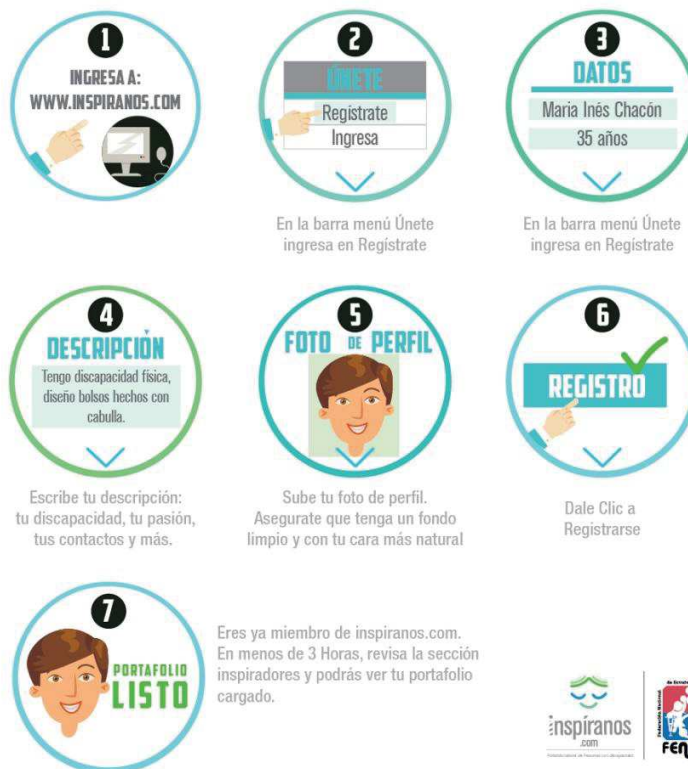 1
INGRESA A:
WWW.INSPIRANOS.COM
2
ÚNETE
Regístrate
Ingresa
En la barra menú Únete
ingresa en Regístrate
3
DATOS
Maria Inés Chacón
35 años
En la barra menú Únete
ingresa en Regístrate
4
DESCRIPCIÓN
Tengo discapacidad física,
diseño bolsos hechos con
cabulla.
Escribe tu descripción:
tu discapacidad, tu pasión,
tus contactos y más.
5
FOTO DE PERFIL
Sube tu foto de perfil.
Asegurate que tenga un fondo
limpio y con tu cara más natural
6
REGISTRO
Dale Clic a
Registrarse
7
PORTAFOLIO
LISTO
Eres ya miembro de inspiranos.com.
En menos de 3 Horas, revisa la sección
inspiradores y podrás ver tu portafolio
cargado.
inspíranos
.com
Federación Nacional